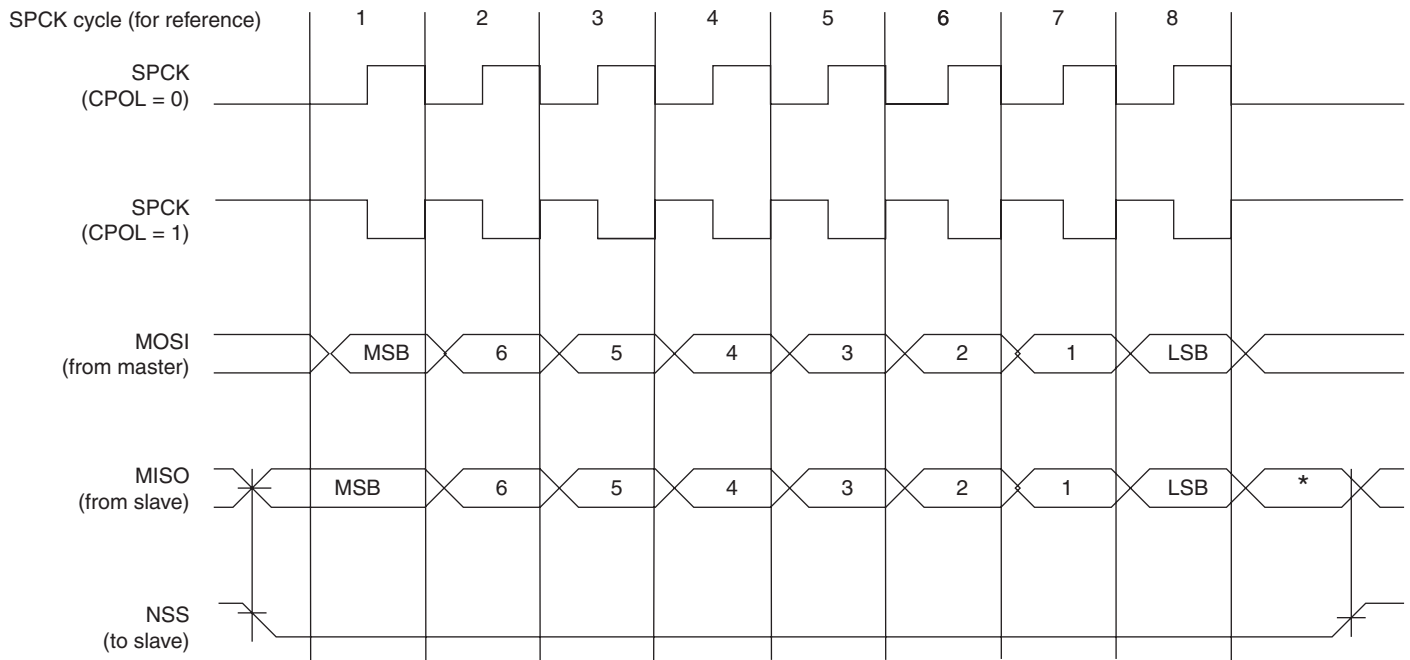 SPCK cycle (for reference) 1 2 3 4 5 6 7 8
SPCK
(CPOL = 0)
SPCK
(CPOL = 1)
MOSI
(from master)
MSB 6 5 4 3 2 1 LSB
MISO
(from slave)
MSB 6 5 4 3 2 1 LSB *
NSS
(to slave)